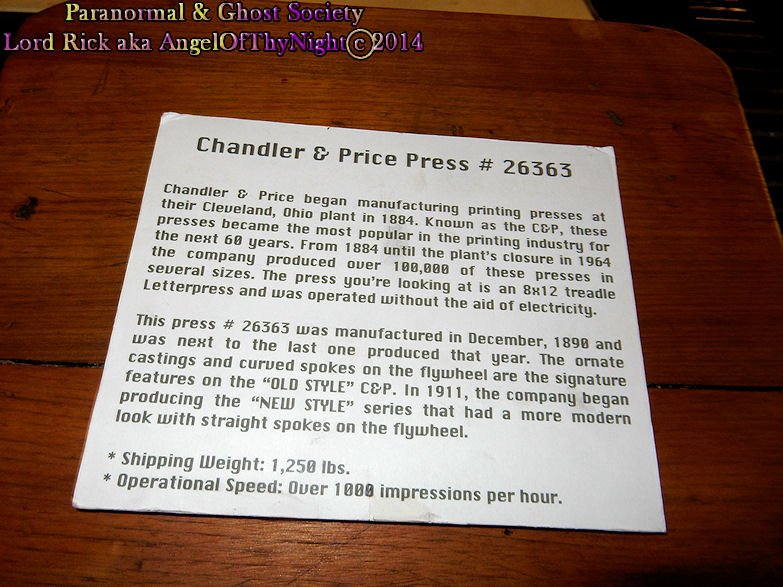 Paranormal & Ghost Society
Lord Rick aka AngelOfThyNight©2014
Chandler & Price Press # 26363
Chandler & Price began manufacturing printing presses at
their Cleveland, Ohio plant in 1884. Known as the C&P, these
presses became the most popular in the printing industry for
the next 60 years. From 1884 until the plant's closure in 1964
the company produced over 100,000 of these presses in
several sizes. The press you're looking at is an 8x12 treadle
Letterpress and was operated without the aid of electricity.
This press # 26363 was manufactured in December, 1890 and
was next to the last one produced that year. The ornate
castings and curved spokes on the flywheel are the signature
features on the "OLD STYLE" C&P. In 1911, the company began
producing the "NEW STYLE" series that had a more modern
look with straight spokes on the flywheel.
* Shipping Weight: 1,250 lbs.
* Operational Speed: Over 1000 impressions per hour.